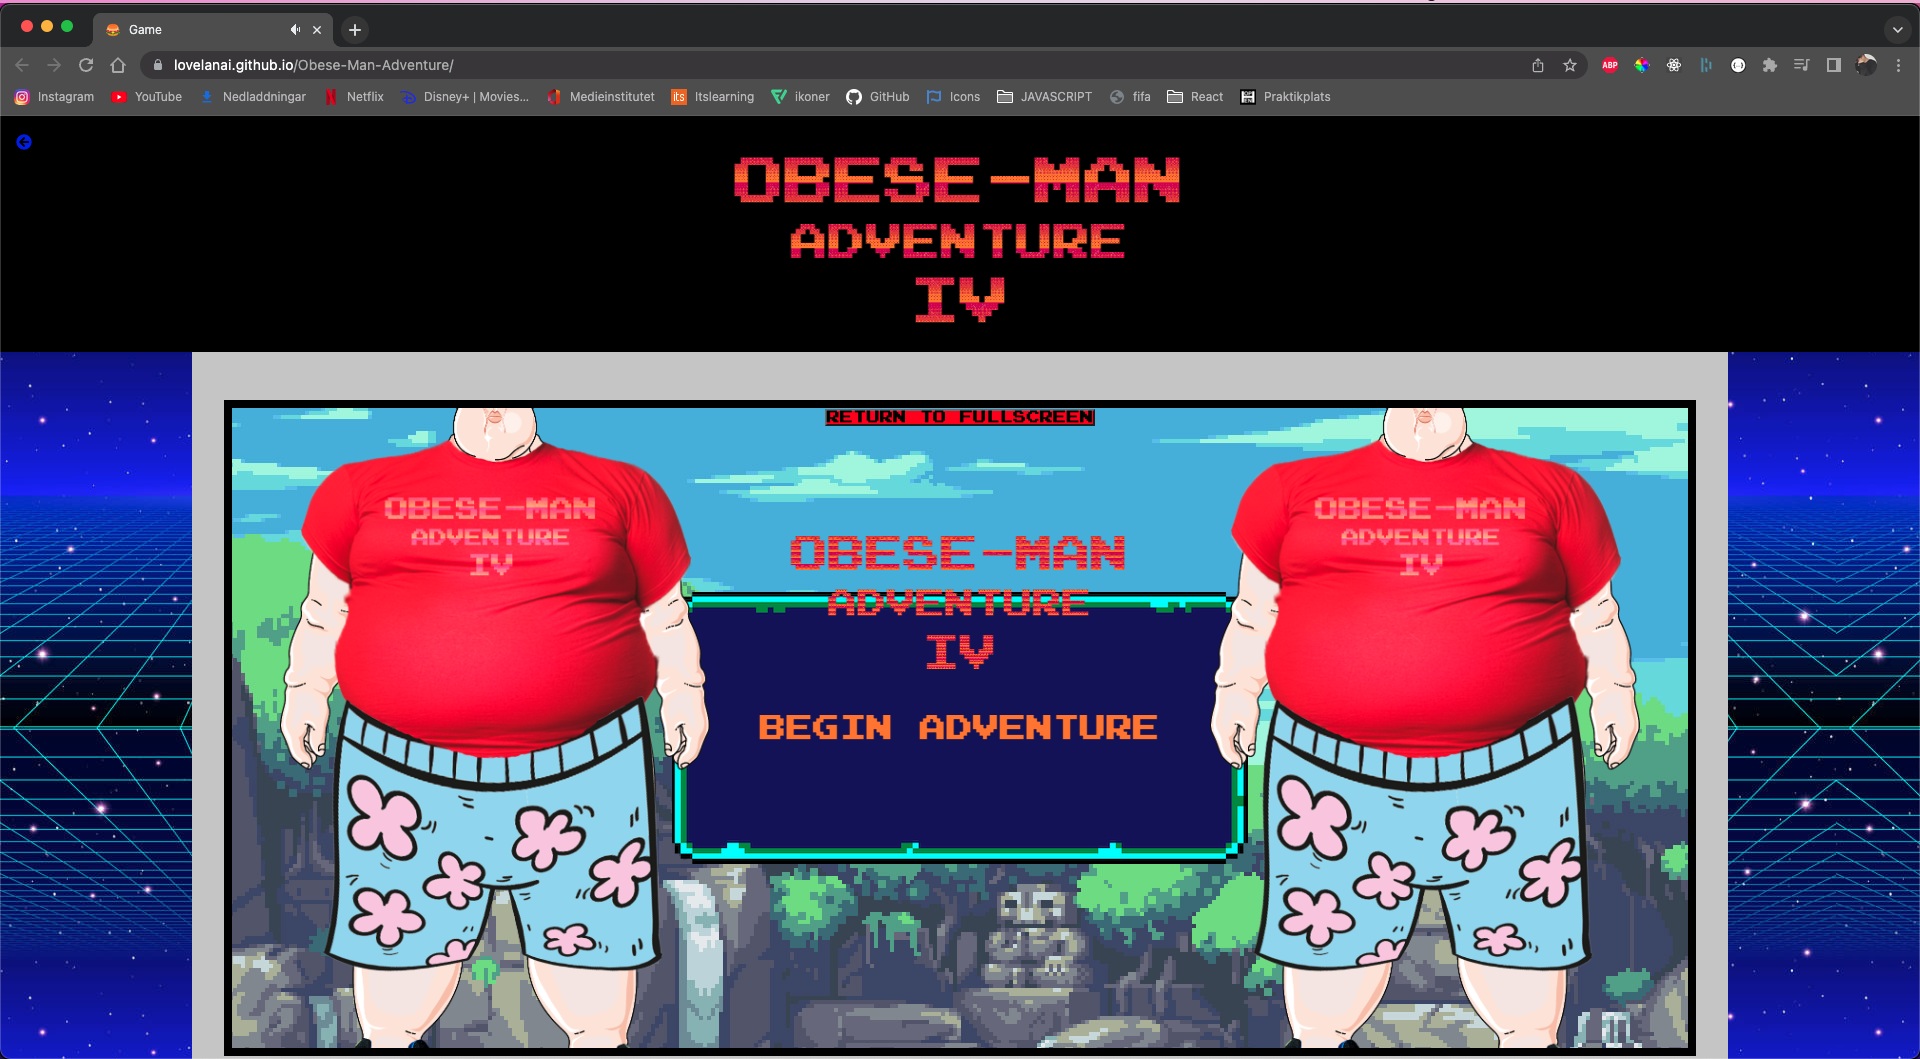 Game
lovelanai.github.io/Obese-Man-Adventure/
ABP
Instagram
YouTube
Nedladdningar
Netflix
Disney+ | Movies...
Medieinstitutet
its
Itslearning
ikoner
GitHub
Icons
JAVASCRIPT
fifa
React
Praktikplats
OBESE-MAN
ADVENTURE
IV
RETURN TO FULLSCREEN
OBESE-MAN
ADVENTURE
IV
OBESE-MAN
ADVENTURE
IV
OBESE-MAN
ADVENTURE
IV
BEGIN ADVENTURE